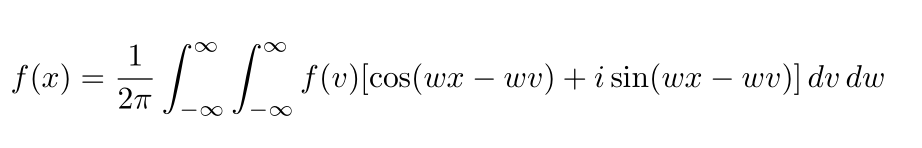 f(x) = \frac{1}{2\pi} \int_{-\infty}^{\infty} \int_{-\infty}^{\infty} f(v)[\cos(wx - wv) + i \sin(wx - wv)] \, dv \, dw